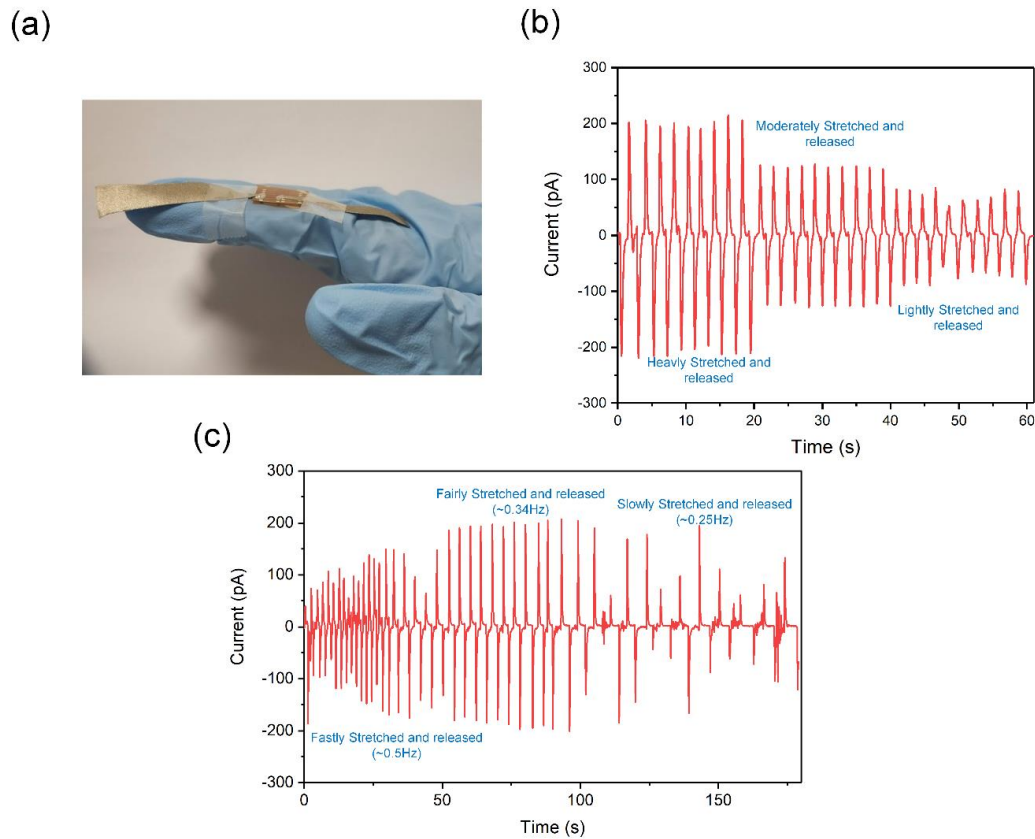 (a)
(b)
300
200
100
0
-100
-200
-300
Current (pA)
Moderately Stretched and
released
Lightly Stretched and
released
Heavly Stretched and
released
0 10 20 30 40 50 60
Time (s)
(c)
300
200
100
0
-100
-200
-300
Current (pA)
Fairly Stretched and released
(~0.34Hz)
Slowly Stretched and released
(~0.25Hz)
Fastly Stretched and released
(~0.5Hz)
0 50 100 150
Time (s)